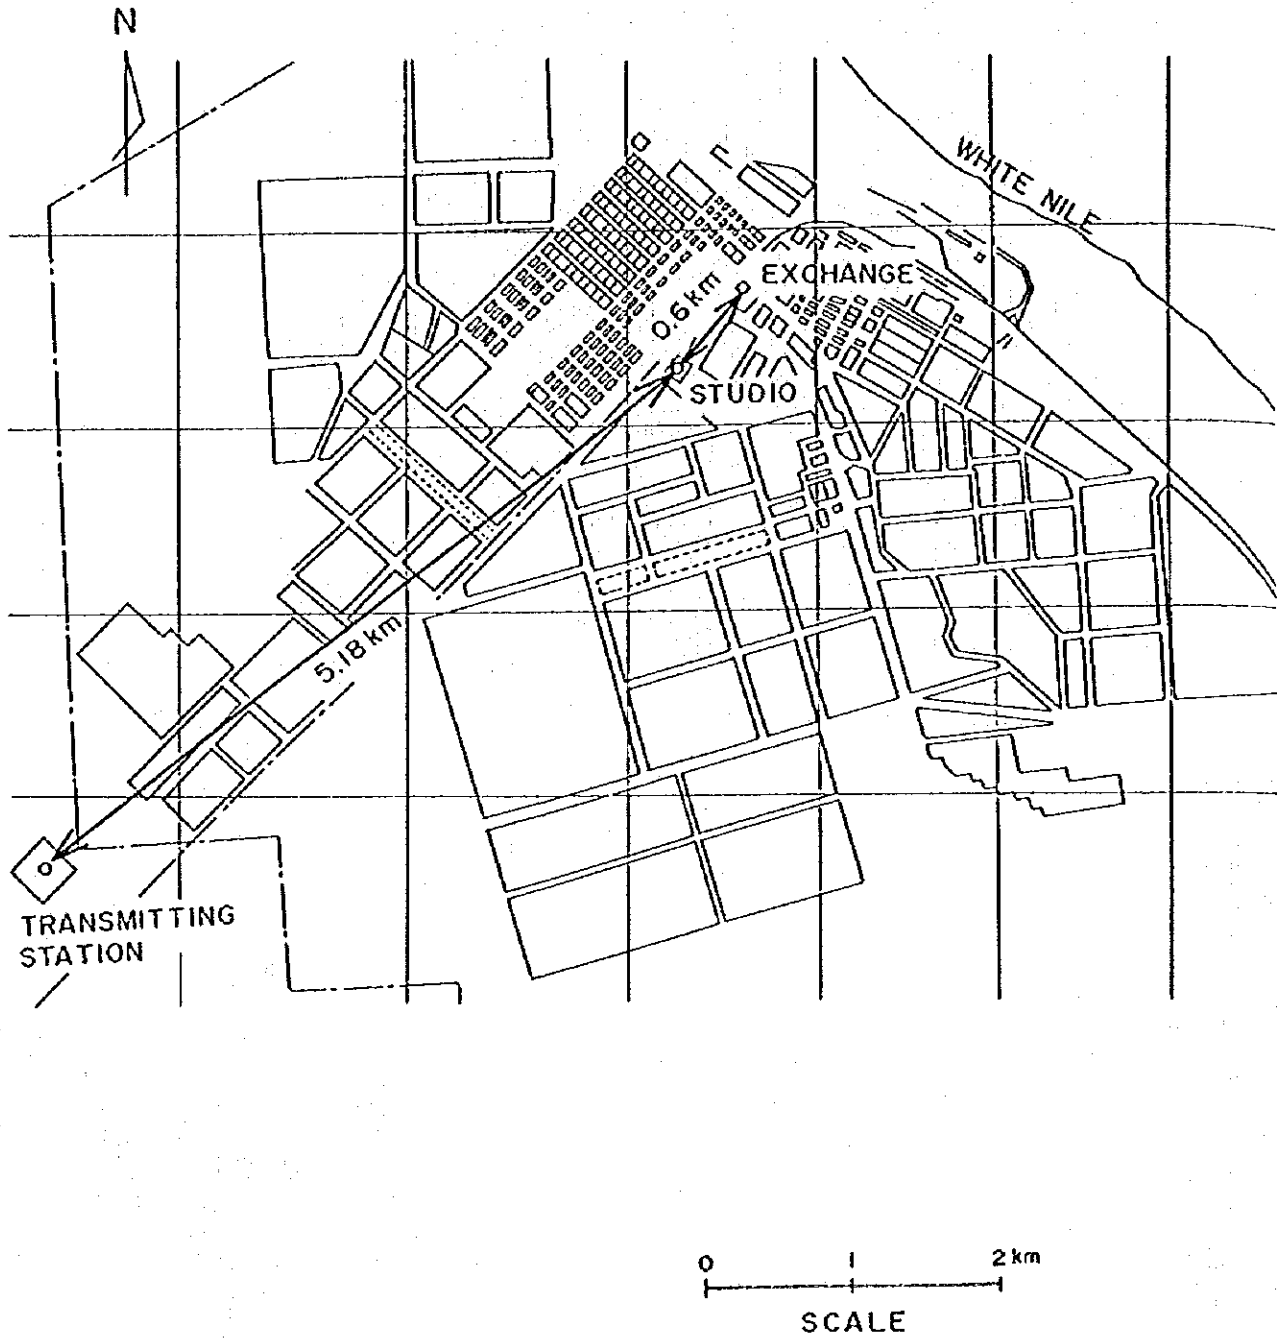 N
WHITE NILE
EXCHANGE
0.6 km
STUDIO
5.18 km
TRANSMITTING
STATION
0 1 2 km
SCALE